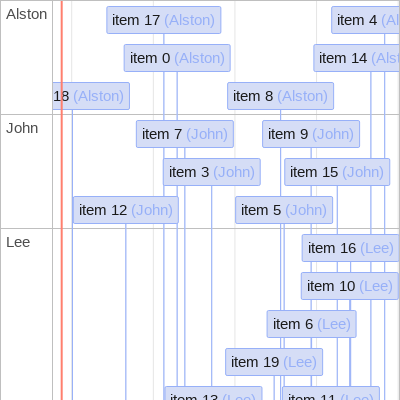 Alston
item 17 (Alston)
item 4 (Al
item 0 (Alston)
item 14 (Alst
18 (Alston)
item 8 (Alston)
John
item 7 (John)
item 9 (John)
item 3 (John)
item 15 (John)
item 12 (John)
item 5 (John)
Lee
item 16 (Lee)
item 10 (Lee)
item 6 (Lee)
item 19 (Lee)
item 13 (Lee)
item 11 (Lee)